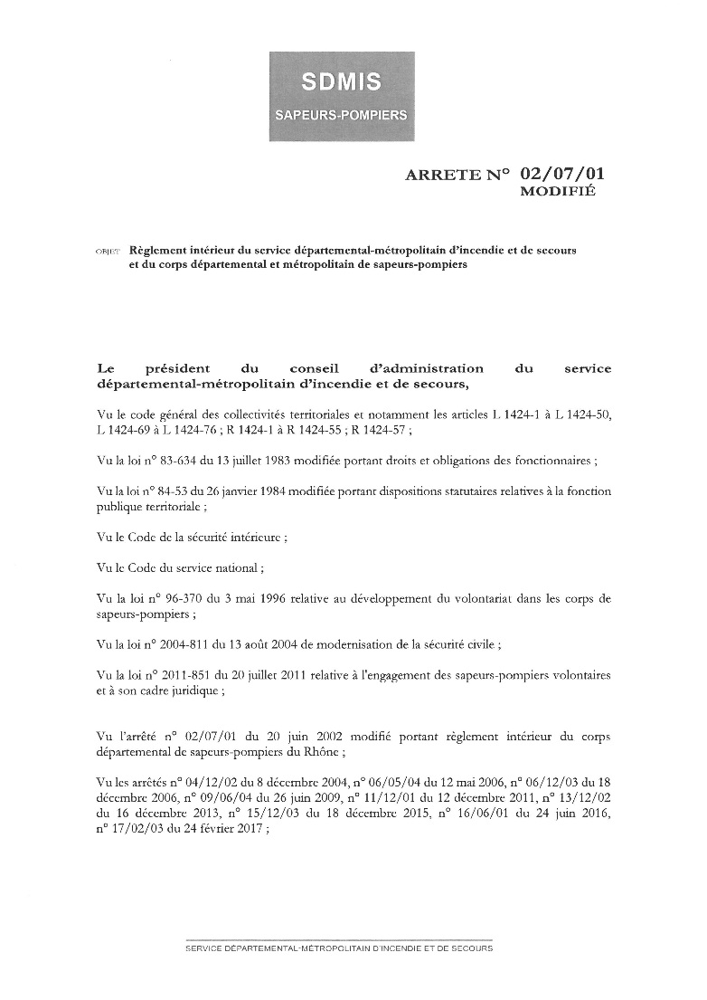 SDMIS
SAPEURS-POMPIERS
ARRETE N° 02/07/01
MODIFIÉ
OBJET Règlement intérieur du service départemental-métropolitain d'incendie et de secours
et du corps départemental et métropolitain de sapeurs-pompiers
Le président du conseil d'administration du service
départemental-métropolitain d'incendie et de secours,
Vu le code général des collectivités territoriales et notamment les articles L 1424-1 à L 1424-50,
L 1424-69 à L 1424-76 ; R 1424-1 à R 1424-55 ; R 1424-57 ;
Vu la loi n° 83-634 du 13 juillet 1983 modifiée portant droits et obligations des fonctionnaires ;
Vu la loi n° 84-53 du 26 janvier 1984 modifiée portant dispositions statutaires relatives à la fonction
publique territoriale ;
Vu le Code de la sécurité intérieure ;
Vu le Code du service national ;
Vu la loi n° 96-370 du 3 mai 1996 relative au développement du volontariat dans les corps de
sapeurs-pompiers ;
Vu la loi n° 2004-811 du 13 août 2004 de modernisation de la sécurité civile ;
Vu la loi n° 2011-851 du 20 juillet 2011 relative à l'engagement des sapeurs-pompiers volontaires
et à son cadre juridique ;
Vu l'arrêté n° 02/07/01 du 20 juin 2002 modifié portant règlement intérieur du corps
départemental de sapeurs-pompiers du Rhône ;
Vu les arrêtés n° 04/12/02 du 8 décembre 2004, n° 06/05/04 du 12 mai 2006, n° 06/12/03 du 18
décembre 2006, n° 09/06/04 du 26 juin 2009, n° 11/12/01 du 12 décembre 2011, n° 13/12/02
du 16 décembre 2013, n° 15/12/03 du 18 décembre 2015, n° 16/06/01 du 24 juin 2016,
n° 17/02/03 du 24 février 2017 ;
SERVICE DÉPARTEMENTAL-MÉTROPOLITAIN D'INCENDIE ET DE SECOURS